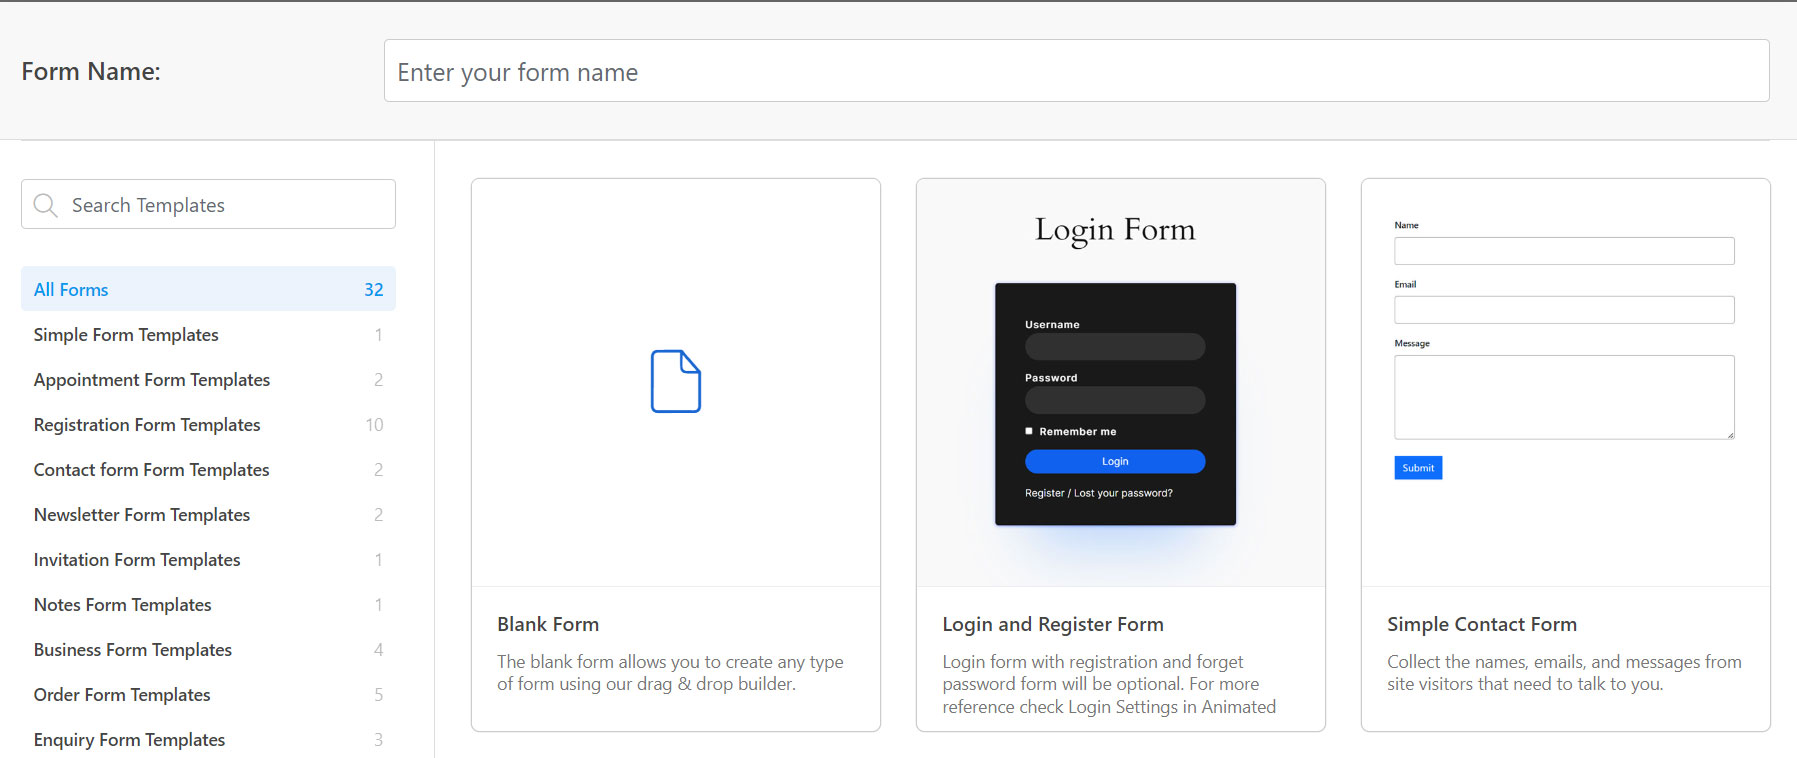 Form Name:
Enter your form name
Search Templates
All Forms 32
Simple Form Templates 1
Appointment Form Templates 2
Registration Form Templates 10
Contact form Form Templates 2
Newsletter Form Templates 2
Invitation Form Templates 1
Notes Form Templates 1
Business Form Templates 4
Order Form Templates 5
Enquiry Form Templates 3
Blank Form
The blank form allows you to create any type
of form using our drag & drop builder.
Login Form
Username
Password
Remember me
Login
Register / Lost your password?
Login and Register Form
Login form with registration and forget
password form will be optional. For more
reference check Login Settings in Animated
Name
Email
Message
Submit
Simple Contact Form
Collect the names, emails, and messages from
site visitors that need to talk to you.